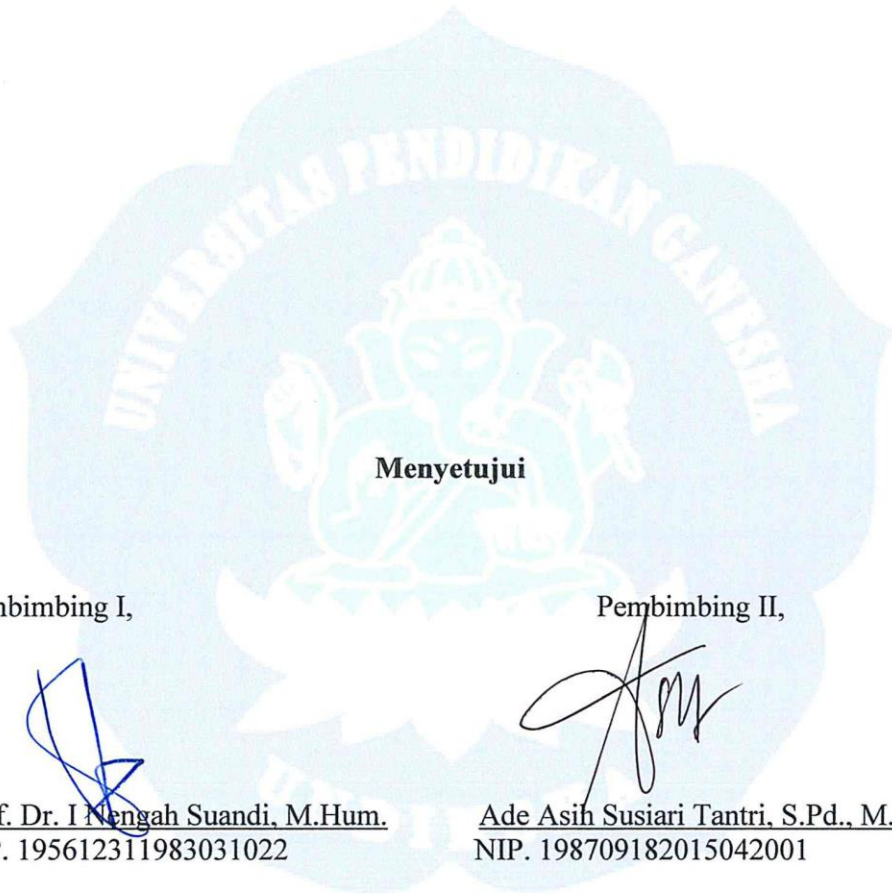 UNIVERSITAS PENDIDIKAN GANESHA
Menyetujui
mbimbing I,
Pembimbing II,
f. Dr. I Nengah Suandi, M.Hum.
Ade Asih Susiari Tantri, S.Pd., M.
P. 195612311983031022
NIP. 198709182015042001